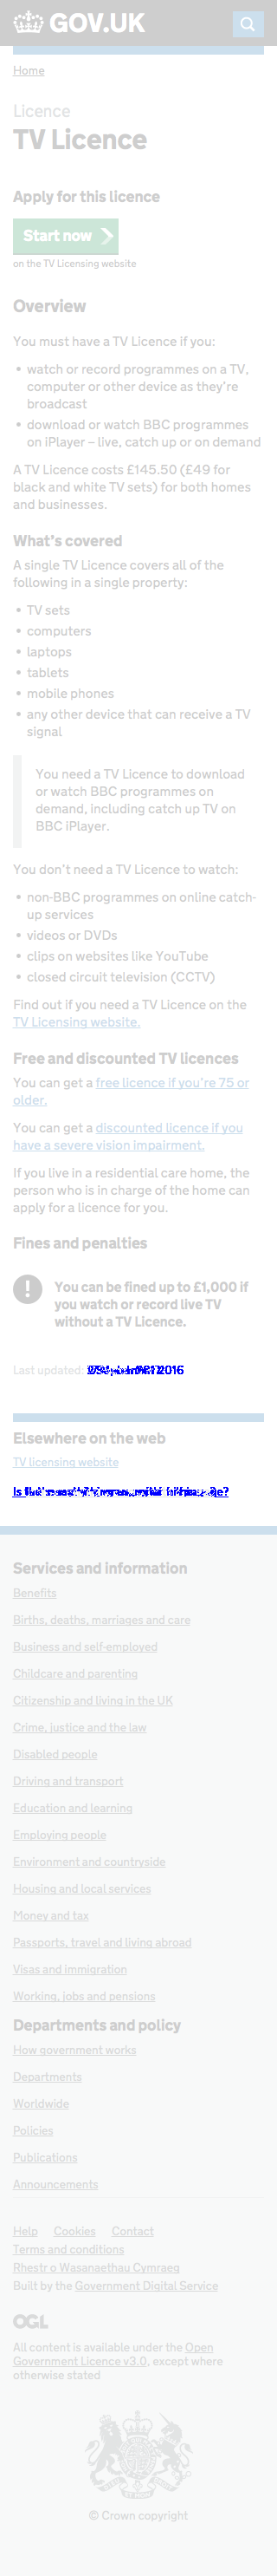 GOV.UK
Home
Licence
TV Licence
Apply for this licence
Start now
on the TV Licensing website
Overview
You must have a TV Licence if you:
• watch or record programmes on a TV,
computer or other device as they’re
broadcast
• download or watch BBC programmes
on iPlayer – live, catch up or on demand
A TV Licence costs £145.50 (£49 for
black and white TV sets) for both homes
and businesses.
What’s covered
A single TV Licence covers all of the
following in a single property:
• TV sets
• computers
• laptops
• tablets
• mobile phones
• any other device that can receive a TV
signal
You need a TV Licence to download
or watch BBC programmes on
demand, including catch up TV on
BBC iPlayer.
You don’t need a TV Licence to watch:
• non-BBC programmes on online catch-
up services
• videos or DVDs
• clips on websites like YouTube
• closed circuit television (CCTV)
Find out if you need a TV Licence on the
TV Licensing website.
Free and discounted TV licences
You can get a free licence if you’re 75 or
older.
You can get a discounted licence if you
have a severe vision impairment.
If you live in a residential care home, the
person who is in charge of the home can
apply for a licence for you.
Fines and penalties
! You can be fined up to £1,000 if
you watch or record live TV
without a TV Licence.
Last updated:
Elsewhere on the web
TV licensing website
Services and information
Benefits
Births, deaths, marriages and care
Business and self-employed
Childcare and parenting
Citizenship and living in the UK
Crime, justice and the law
Disabled people
Driving and transport
Education and learning
Employing people
Environment and countryside
Housing and local services
Money and tax
Passports, travel and living abroad
Visas and immigration
Working, jobs and pensions
Departments and policy
How government works
Departments
Worldwide
Policies
Publications
Announcements
Help Cookies Contact
Terms and conditions
Rhestr o Wasanaethau Cymraeg
Built by the Government Digital Service
OGL
All content is available under the Open
Government Licence v3.0, except where
otherwise stated
© Crown copyright